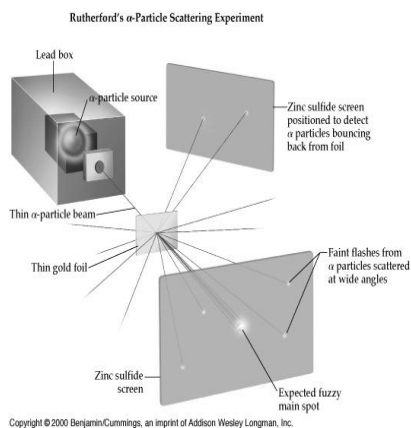 Rutherford's α-Particle Scattering Experiment
Lead box
α-particle source
Zinc sulfide screen
positioned to detect
α particles bouncing
back from foil
Thin α-particle beam
Thin gold foil
Faint flashes from
α particles scattered
at wide angles
Zinc sulfide
screen
Expected fuzzy
main spot
Copyright © 2000 Benjamin/Cummings, an imprint of Addison Wesley Longman, Inc.